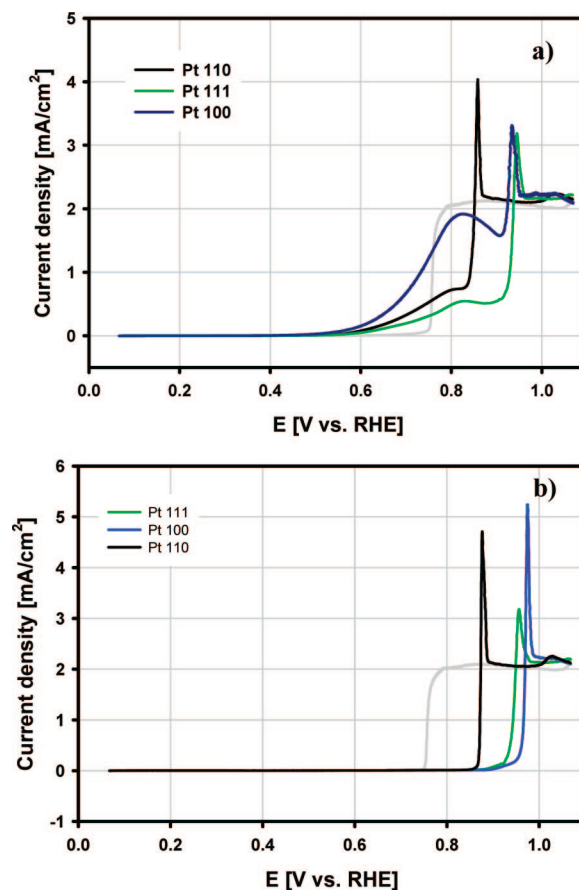 a)
5
4
3
2
1
0
Current density [mA/cm²]
Pt 110
Pt 111
Pt 100
0.0 0.2 0.4 0.6 0.8 1.0
E [V vs. RHE]
b)
6
5
4
3
2
1
0
-1
Current density [mA/cm²]
Pt 111
Pt 100
Pt 110
0.0 0.2 0.4 0.6 0.8 1.0
E [V vs. RHE]